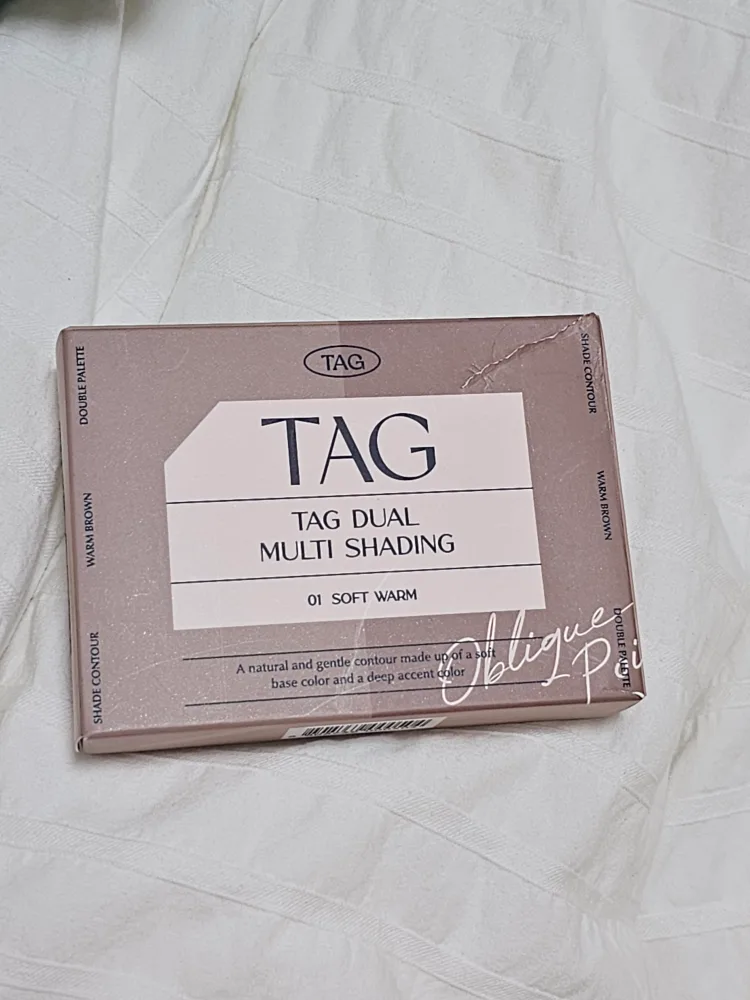 TAG
TAG
TAG DUAL
MULTI SHADING
01 SOFT WARM
A natural and gentle contour made up of a soft
base color and a deep accent color
DOUBLE PALETTE
WARM BROWN
SHADE CONTOUR
SHADE CONTOUR
WARM BROWN
DOUBLE PALETTE
Oblique